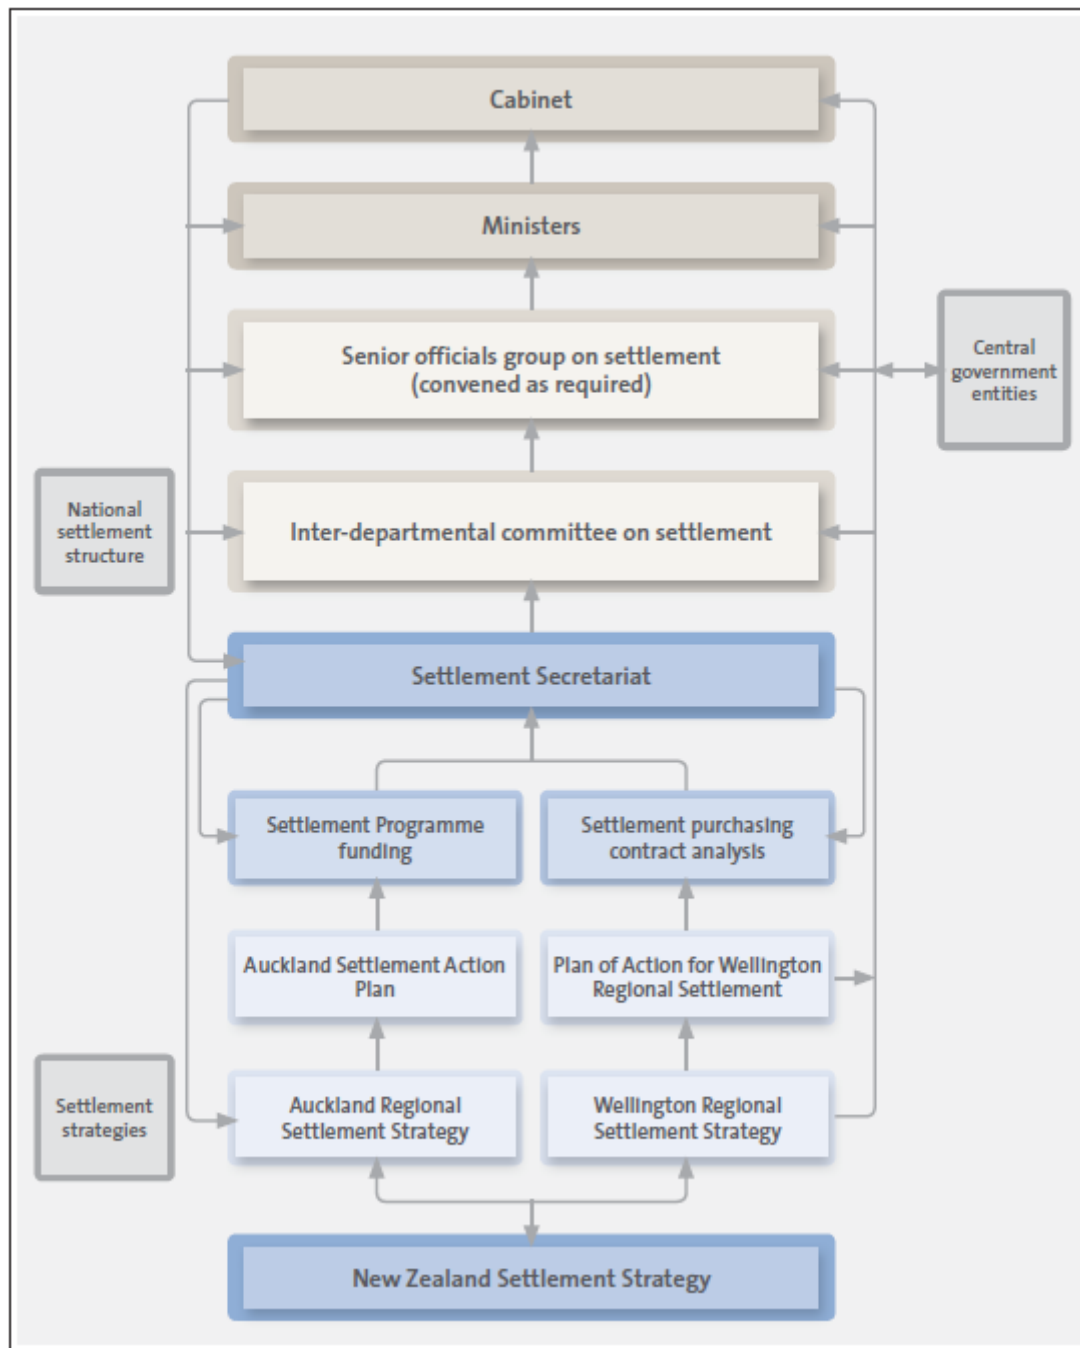 Cabinet
Ministers
Senior officials group on settlement
(convened as required)
Central
government
entities
National
settlement
structure
Inter-departmental committee on settlement
Settlement Secretariat
Settlement Programme
funding
Settlement purchasing
contract analysis
Auckland Settlement Action
Plan
Plan of Action for Wellington
Regional Settlement
Settlement
strategies
Auckland Regional
Settlement Strategy
Wellington Regional
Settlement Strategy
New Zealand Settlement Strategy